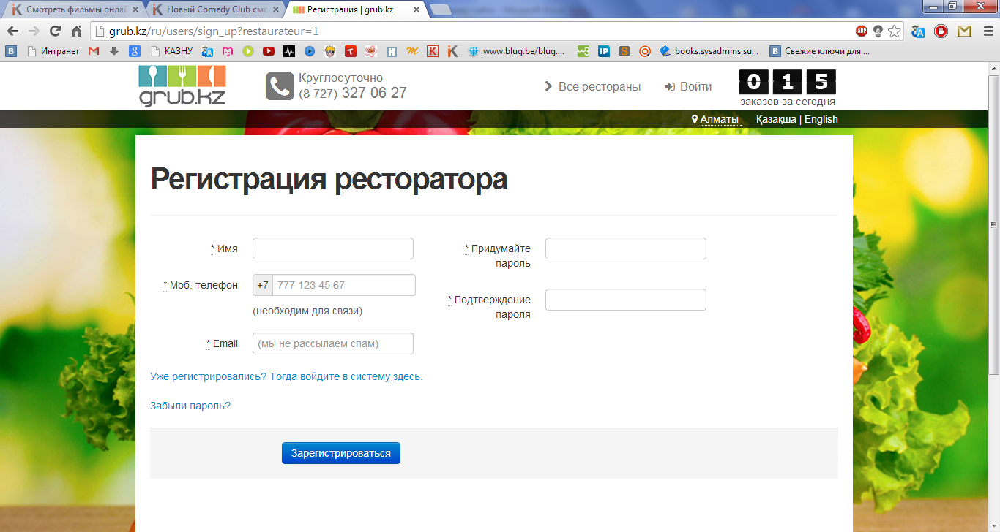 Смотреть фильмы онлай
Новый Comedy Club смо
Регистрация | grub.kz
grub.kz/ru/users/sign_up?restaurateur=1
ABP
Интранет
КАЗНУ
www.blug.be/blug....
books.sysadmins.su...
Свежие ключи для ...
grub.kz
Круглосуточно
(8 727) 327 06 27
Все рестораны
Войти
0 1 5
заказов за сегодня
Алматы
Қазақша | English
Регистрация ресторатора
* Имя
* Моб. телефон
+7 777 123 45 67
(необходим для связи)
* Email
(мы не рассылаем спам)
* Придумайте
пароль
* Подтверждение
пароля
Уже регистрировались? Тогда войдите в систему здесь.
Забыли пароль?
Зарегистрироваться